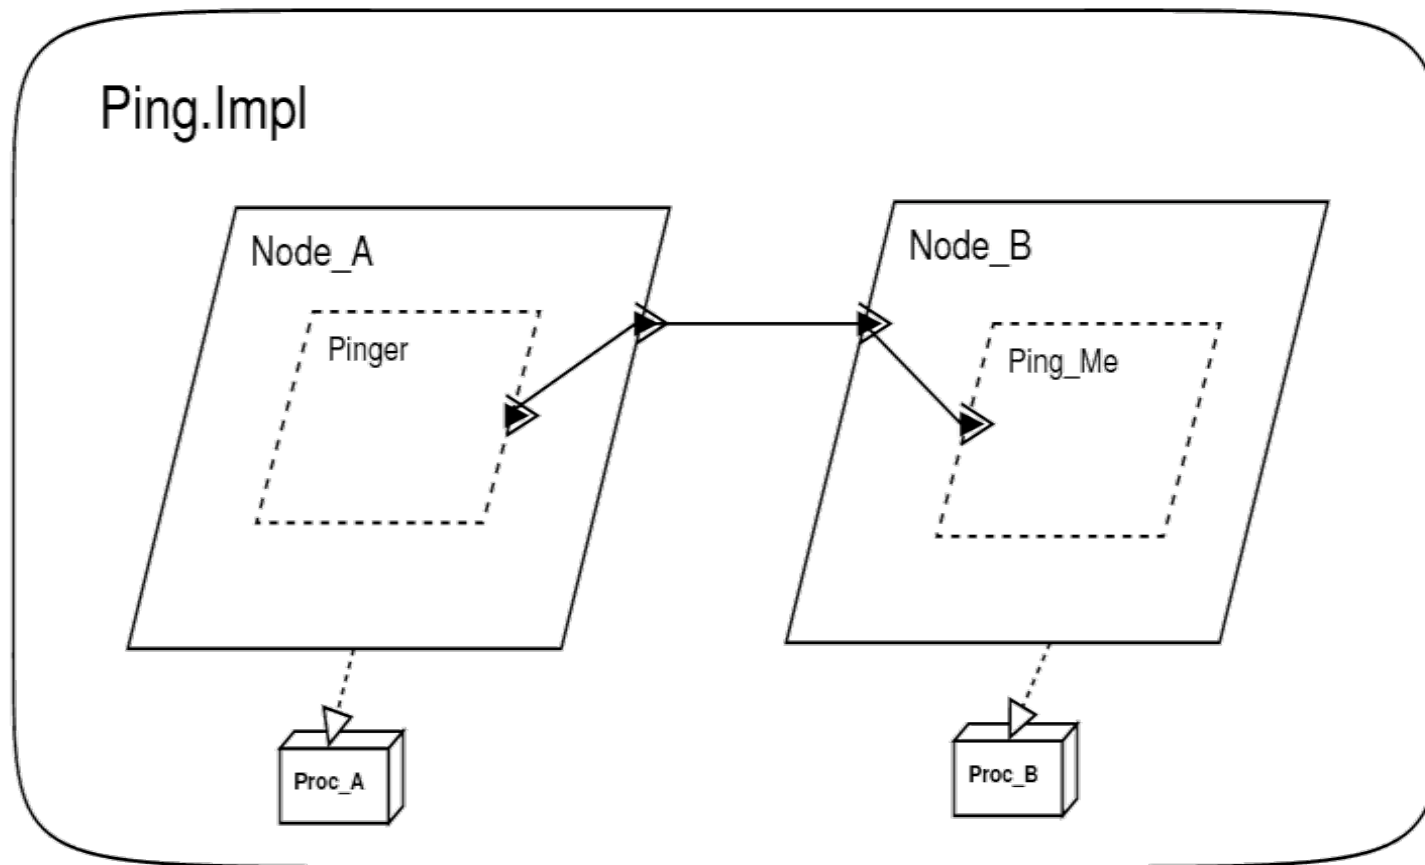 Ping.Impl
Node_A
Node_B
Pinger
Ping_Me
Proc_A
Proc_B